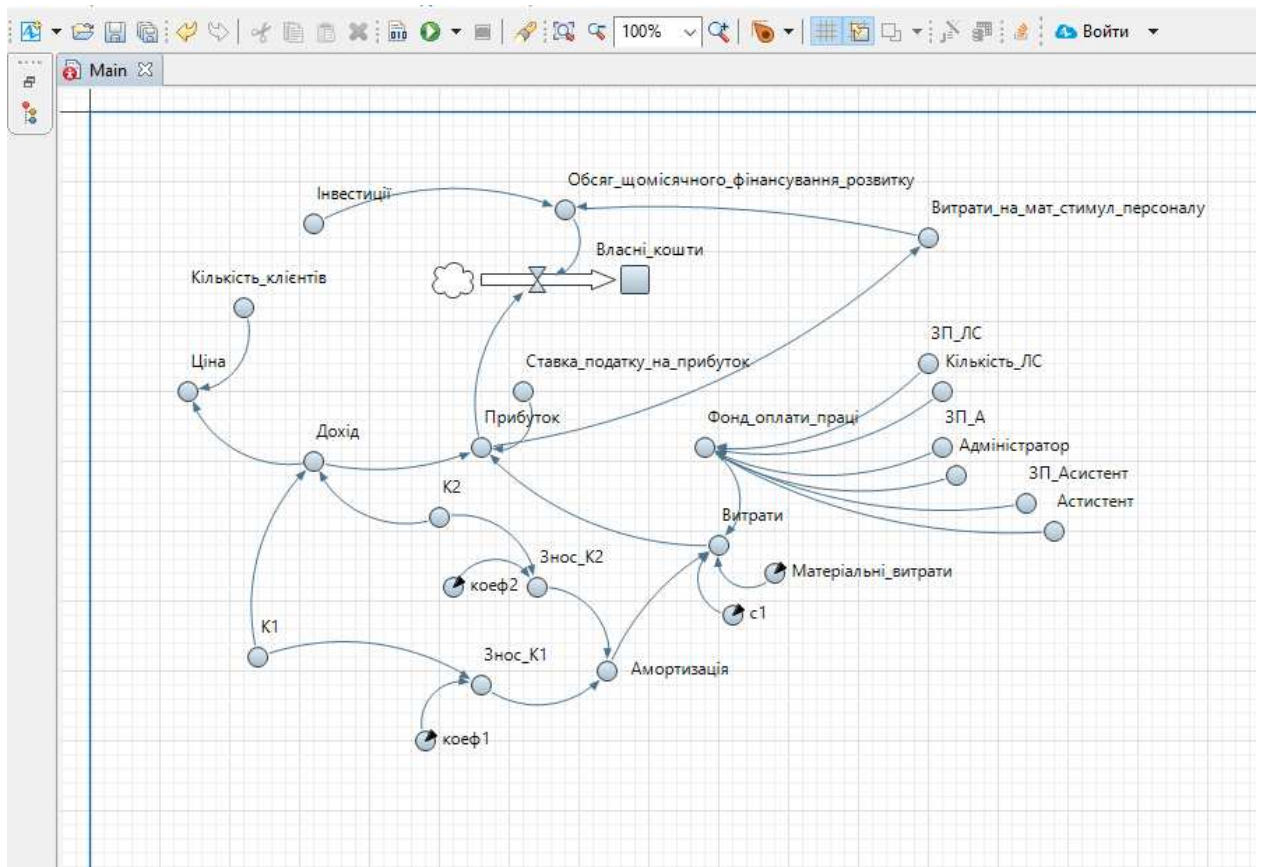 100%
Войти
Main
Інвестиції
Обсяг_щомісячного_фінансування_розвитку
Витрати_на_мат_стимул_персоналу
Власні_кошти
Кількість_клієнтів
ЗП_ЛС
Ціна
Ставка_податку_на_прибуток
Кількість_ЛС
Прибуток
Фонд_оплати_праці
ЗП_А
Дохід
Адміністратор
ЗП_Асистент
К2
Астистент
Витрати
Знос_К2
коеф2
Матеріальні_витрати
с1
К1
Знос_К1
Амортизація
коеф1